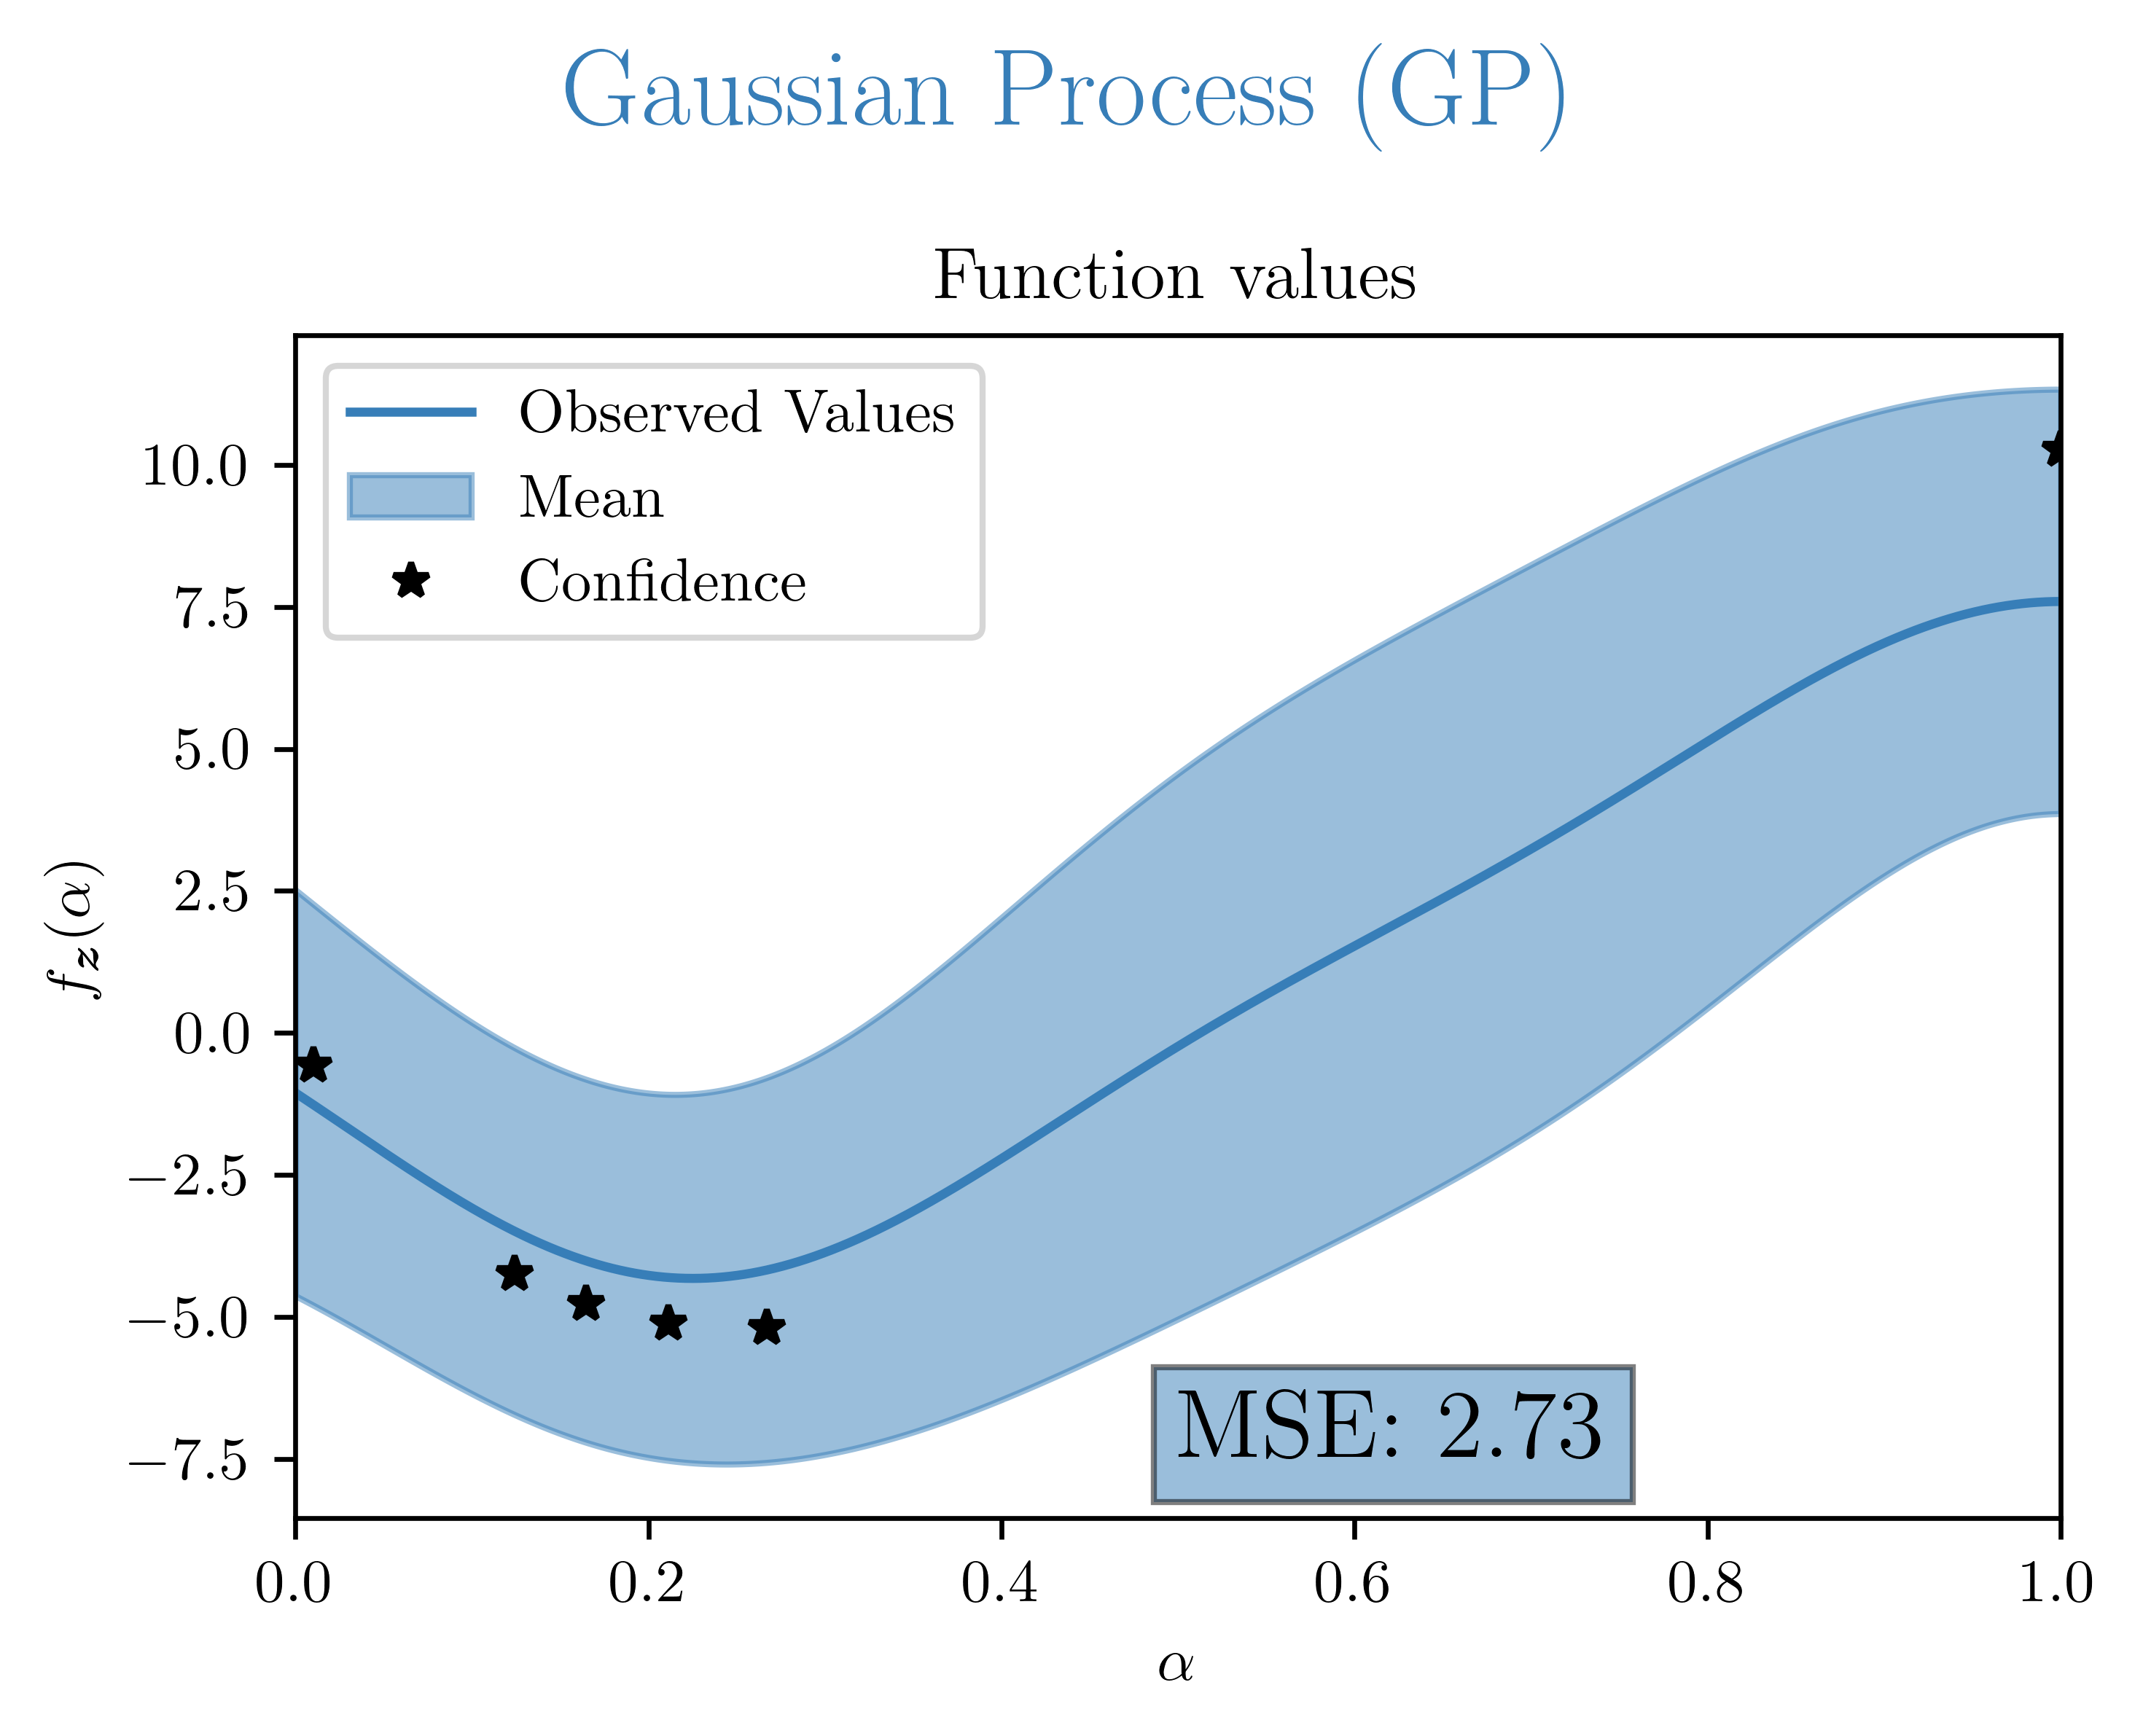 Gaussian Process (GP)
Function values
Observed Values
Mean
Confidence
10.0
7.5
5.0
2.5
0.0
−2.5
−5.0
−7.5
f_z(α)
MSE: 2.73
0.0 0.2 0.4 0.6 0.8 1.0
α